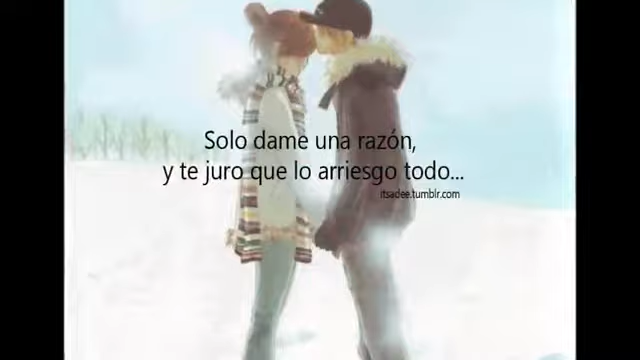 Solo dame una razón,
y te juro que lo arriesgo todo...
itsadee.tumblr.com